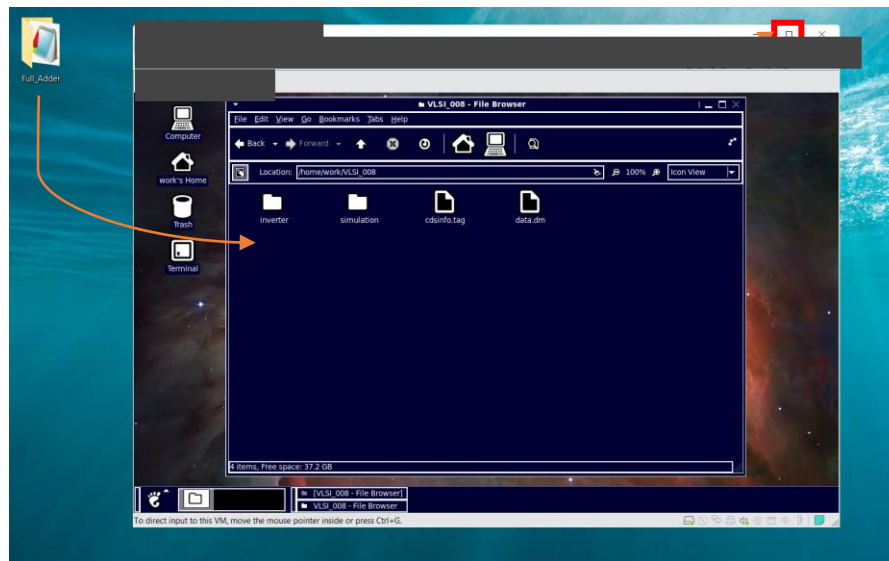 Full_Adder
VLSI_008 - File Browser
File Edit View Go Bookmarks Tabs Help
Back Forward
Location: /home/work/VLSI_008 100% Icon View
Computer
work's Home
Trash
Terminal
inverter simulation cdsinfo.tag data.dm
4 items, Free space: 37.2 GB
[VLSI_008 - File Browser]
VLSI_008 - File Browser
To direct input to this VM, move the mouse pointer inside or press Ctrl+G.